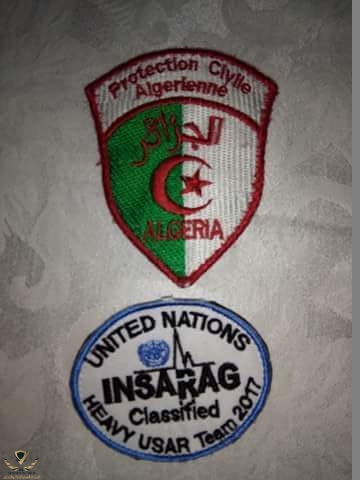 Protection Civile
Algerienne
الجزائر
ALGERIA
UNITED NATIONS
INSARAG
Classified
HEAVY USAR Team 2017